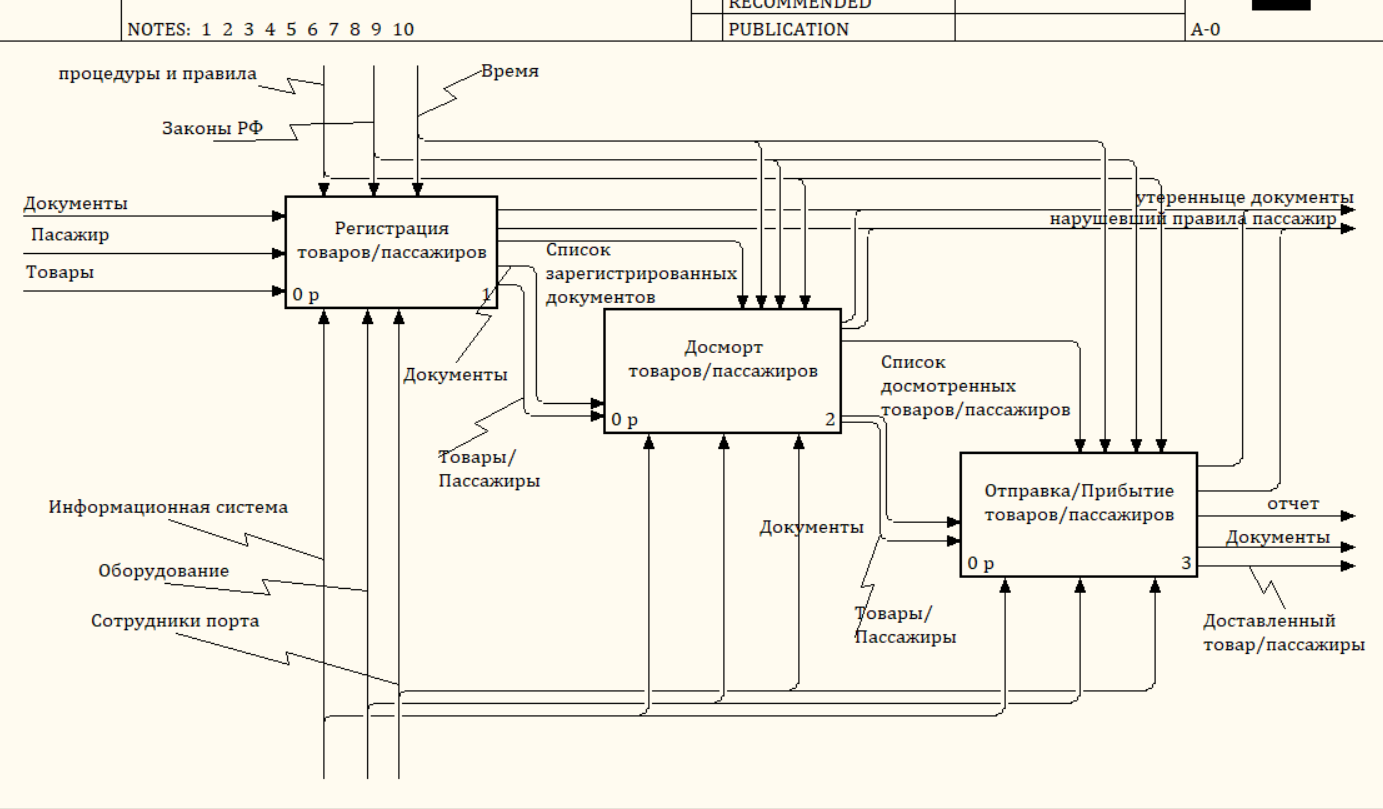 RECOMMENDED
NOTES: 1 2 3 4 5 6 7 8 9 10
PUBLICATION
A-0
процедуры и правила
Время
Законы РФ
Документы
утеренныце документы
нарушевший правила пассажир
Пасажир
Товары
Регистрация
товаров/пассажиров
0 р
1
Список
зарегистрированных
документов
Документы
Товары/
Пассажиры
Досморт
товаров/пассажиров
0 р
2
Список
досмотренных
товаров/пассажиров
Документы
Товары/
Пассажиры
Отправка/Прибытие
товаров/пассажиров
0 р
3
отчет
Документы
Доставленный
товар/пассажиры
Информационная система
Оборудование
Сотрудники порта